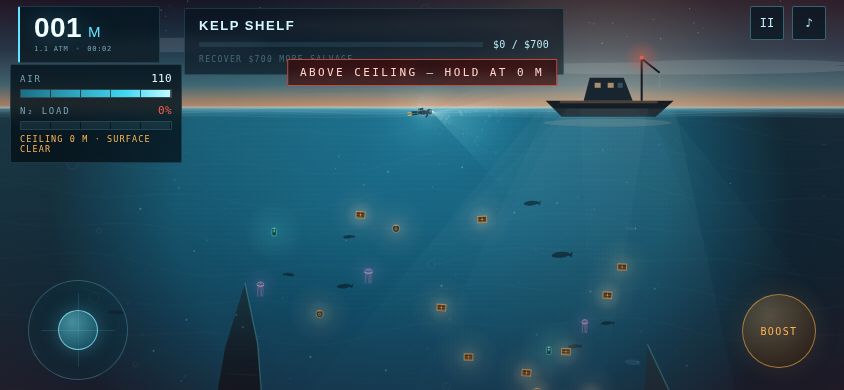 001 M
1.1 ATM · 00:02
KELP SHELF
$0 / $700
RECOVER $700 MORE SALVAGE
ABOVE CEILING — HOLD AT 0 M
II
♪
AIR 110
N₂ LOAD 0%
CEILING 0 M · SURFACE
CLEAR
BOOST